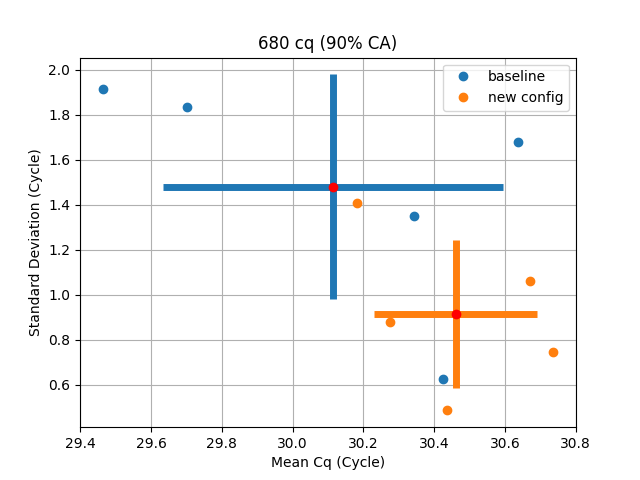 680 cq (90% CA)
baseline
new config
Standard Deviation (Cycle)
2.0
1.8
1.6
1.4
1.2
1.0
0.8
0.6
29.4 29.6 29.8 30.0 30.2 30.4 30.6 30.8
Mean Cq (Cycle)